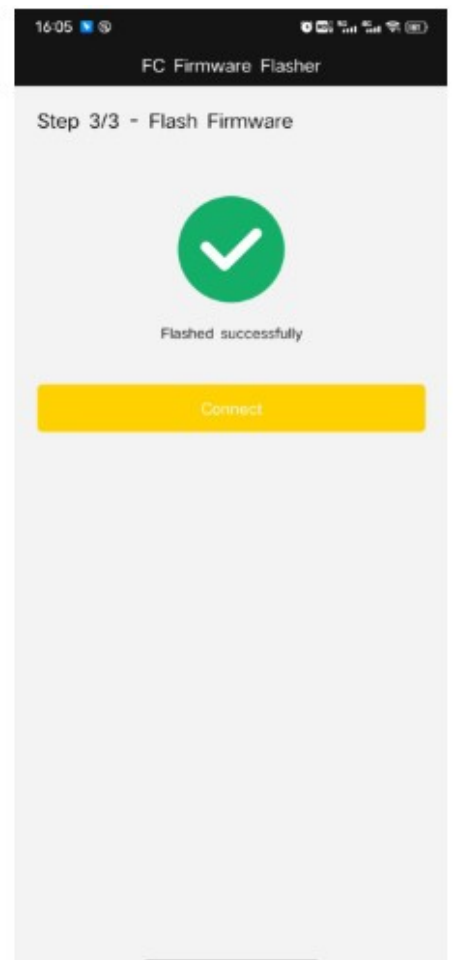 16:05
FC Firmware Flasher
Step 3/3 - Flash Firmware
Flashed successfully
Connect